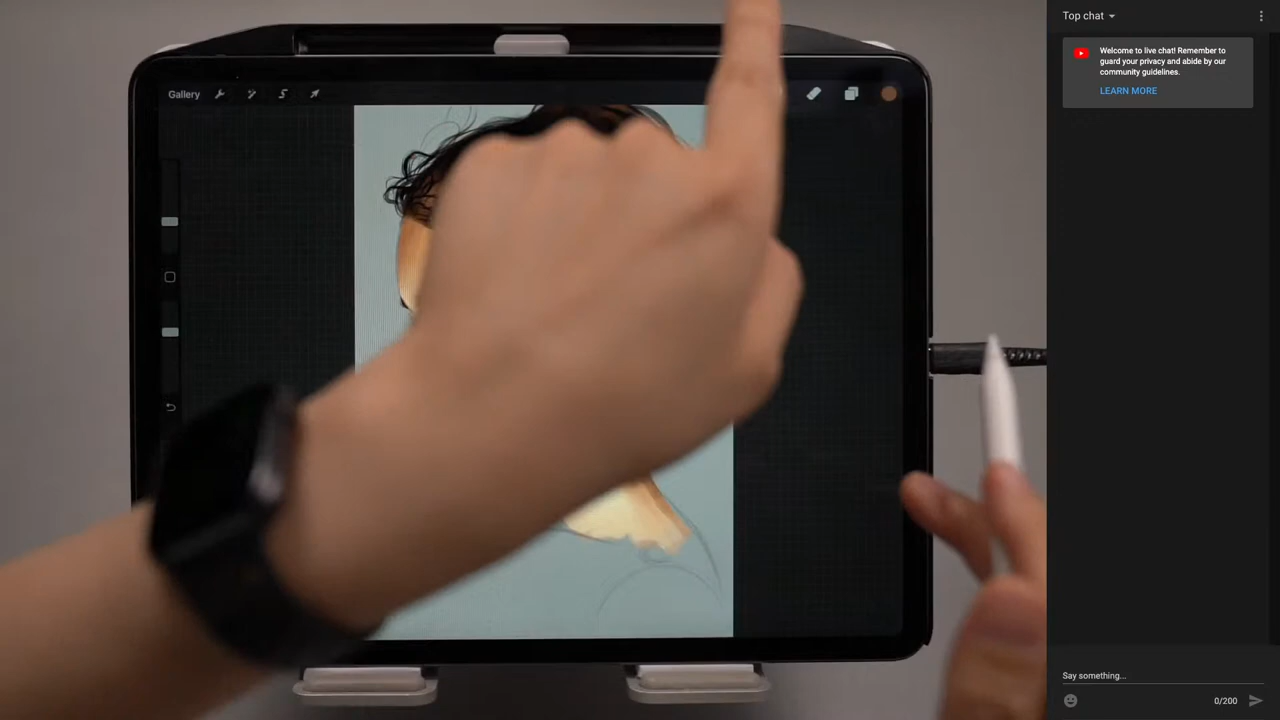 Top chat
Welcome to live chat! Remember to
guard your privacy and abide by our
community guidelines.
LEARN MORE
Gallery
Say something...
0/200